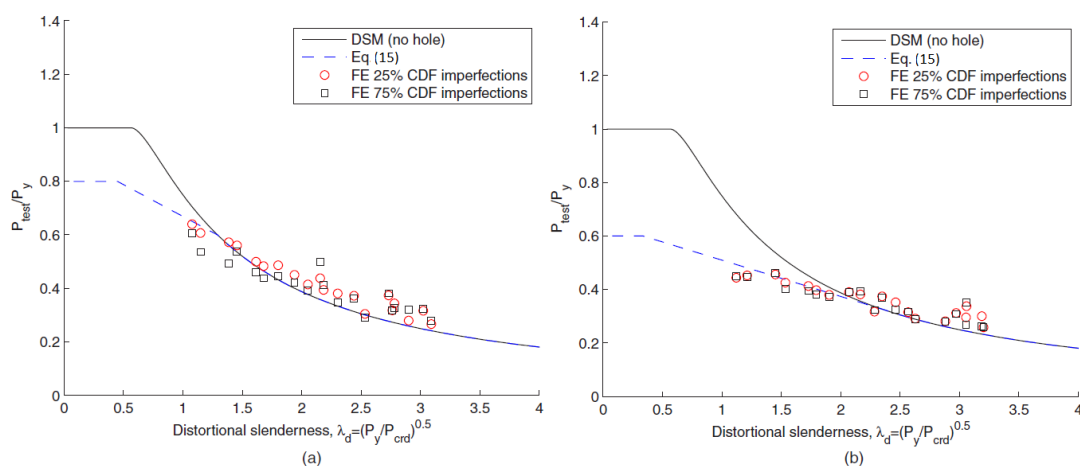 1.4
1.2
1
0.8
0.6
0.4
0.2
0
P_test/P_y
DSM (no hole)
Eq (15)
FE 25% CDF imperfections
FE 75% CDF imperfections
0 0.5 1 1.5 2 2.5 3 3.5 4
Distortional slenderness, λ_d=(P_y/P_crd)^0.5
(a)
1.4
1.2
1
0.8
0.6
0.4
0.2
0
P_test/P_y
DSM (no hole)
Eq. (15)
FE 25% CDF imperfections
FE 75% CDF imperfections
0 0.5 1 1.5 2 2.5 3 3.5 4
Distortional slenderness, λ_d=(P_y/P_crd)^0.5
(b)